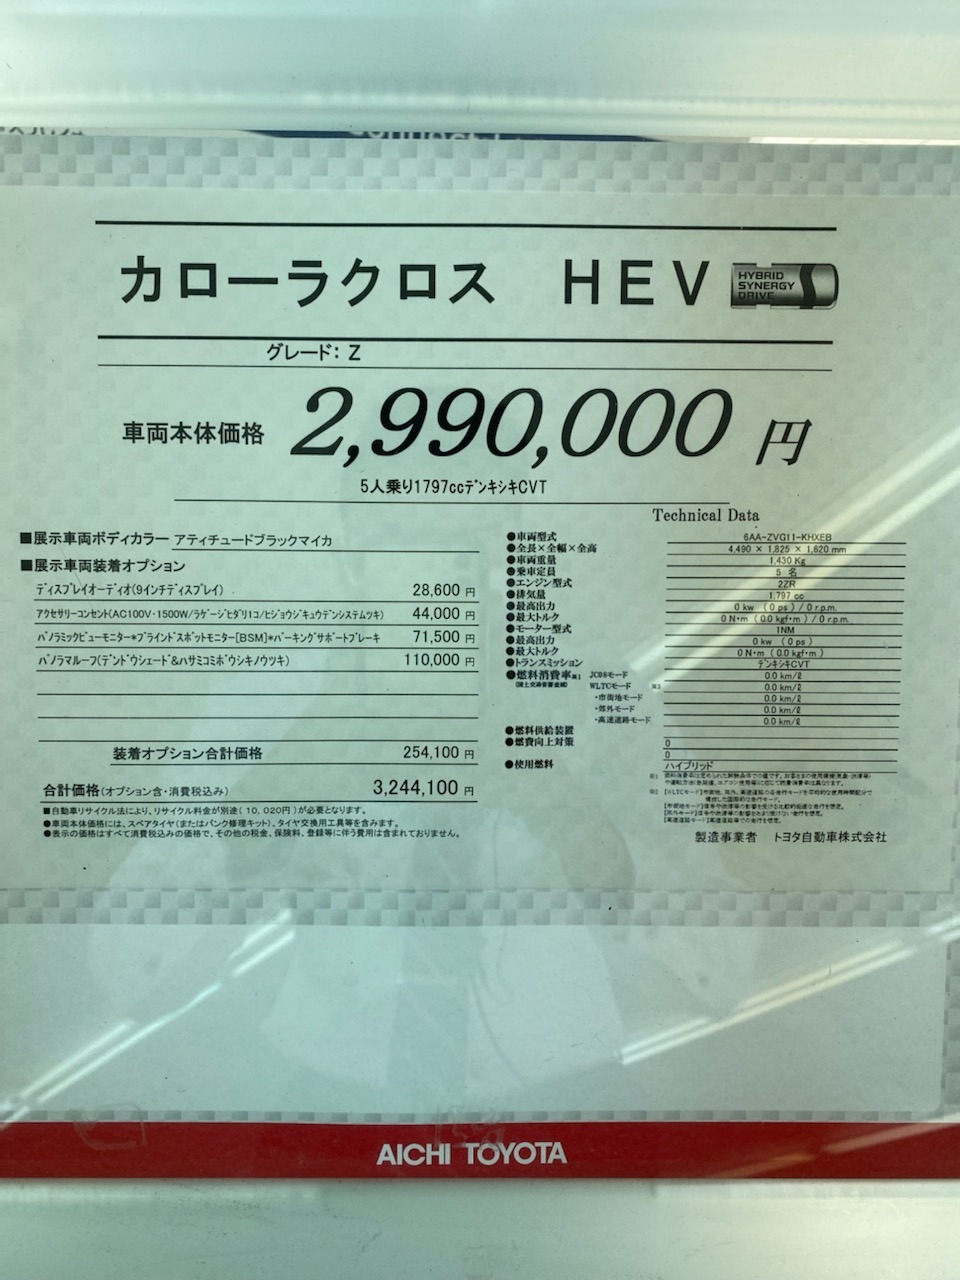 カローラクロス HEV
HYBRID
SYNERGY
DRIVE
グレード: Z
車両本体価格 2,990,000 円
5人乗り1797ccﾃﾞﾝｷｼｷCVT
■展示車両ボディカラー アティチュードブラックマイカ
■展示車両装着オプション
ﾃﾞｨｽﾌﾟﾚｲオーﾃﾞｨｵ(9インチﾃﾞｨｽﾌﾟﾚｲ) 28,600 円
ｱｸｾｻﾘｰｺﾝｾﾝﾄ(AC100V･1500W/ﾗｹﾞｰｼﾞﾋﾀﾞﾘ1ｺ/ﾋｼﾞｮｳｼﾞｷｭｳﾃﾞﾝｼｽﾃﾑﾂｷ) 44,000 円
ﾊﾟﾉﾗﾐｯｸﾋﾞｭｰﾓﾆﾀｰ*ﾌﾞﾗｲﾝﾄﾞｽﾎﾟｯﾄﾓﾆﾀｰ[BSM]*ﾊﾟｰｷﾝｸﾞｻﾎﾟｰﾄﾌﾞﾚｰｷ 71,500 円
ﾊﾟﾉﾗﾏﾙｰﾌ(ﾃﾞﾝﾄﾞｳｼｪｰﾄﾞ&ﾊｻﾐｺﾐﾎﾞｳｼｷﾉｳﾂｷ) 110,000 円
装着オプション合計価格 254,100 円
合計価格(オプション含・消費税込み) 3,244,100 円
■自動車リサイクル法により、リサイクル料金が別途(10,020円)が必要となります。
●車両本体価格には、スペアタイヤ(またはパンク修理キット)、タイヤ交換用工具等を含みます。
●表示の価格はすべて消費税込みの価格で、その他の税金、保険料、登録等に伴う費用は含まれておりません。
Technical Data
●車両型式 6AA-ZVG11-KHXEB
●全長×全幅×全高 4,490 × 1,825 × 1,620 mm
●車両重量 1,430 Kg
●乗車定員 5 名
●エンジン型式 2ZR
●排気量 1,797 cc
●最高出力 0 kw (0 ps) / 0 r.p.m.
●最大トルク 0 N・m (0.0 kgf・m) / 0 r.p.m.
●モーター型式 1NM
●最高出力 0 kw (0 ps)
●最大トルク 0 N・m (0.0 kgf・m)
●トランスミッション ﾃﾞﾝｷｼｷCVT
●燃料消費率※1 JC08モード 0.0 km/ℓ
(国土交通省審査値) WLTCモード ※2 0.0 km/ℓ
・市街地モード 0.0 km/ℓ
・郊外モード 0.0 km/ℓ
・高速道路モード 0.0 km/ℓ
●燃料供給装置 0
●燃費向上対策 0
●使用燃料 ハイブリッド
製造事業者 トヨタ自動車株式会社
AICHI TOYOTA